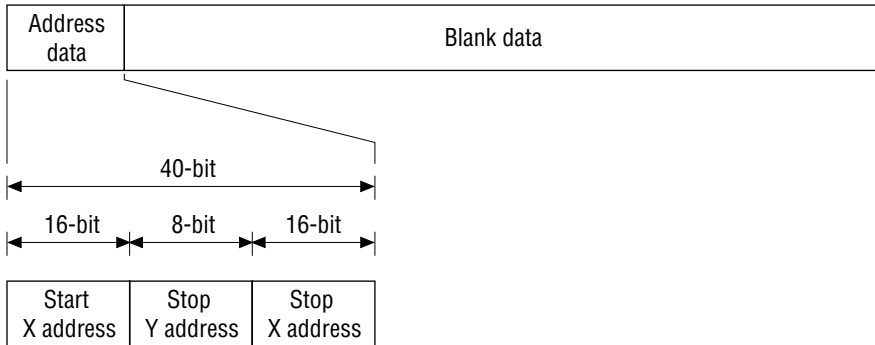 Address
data
Blank data
40-bit
16-bit 8-bit 16-bit
Start
X address
Stop
Y address
Stop
X address